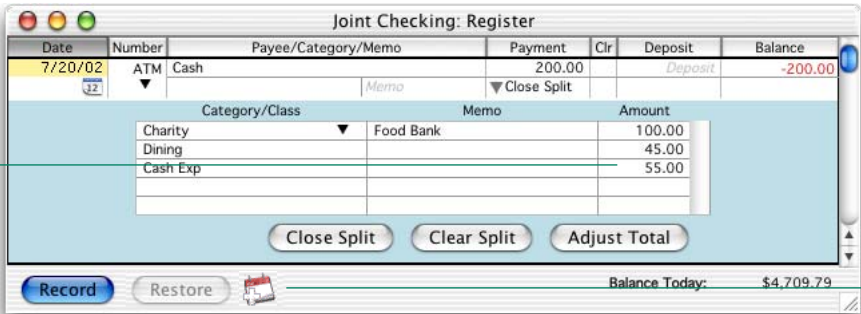 Joint Checking: Register
Date Number Payee/Category/Memo Payment Clr Deposit Balance
7/20/02 ATM Cash 200.00 Deposit -200.00
12 Memo Close Split
Category/Class Memo Amount
Charity Food Bank 100.00
Dining 45.00
Cash Exp 55.00
Close Split Clear Split Adjust Total
Record Restore Balance Today: $4,709.79